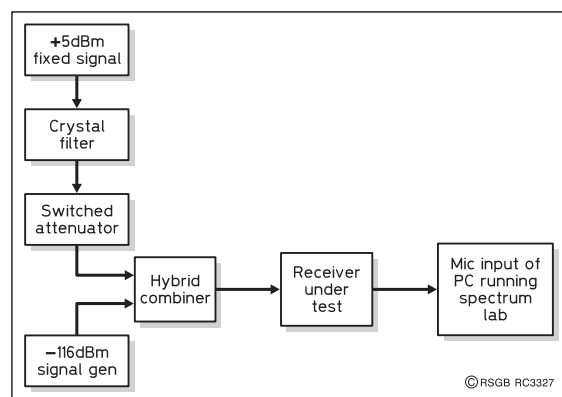 +5dBm
fixed signal
Crystal
filter
Switched
attenuator
Hybrid
combiner
Receiver
under
test
Mic input of
PC running
spectrum
lab
−116dBm
signal gen
©RSGB RC3327